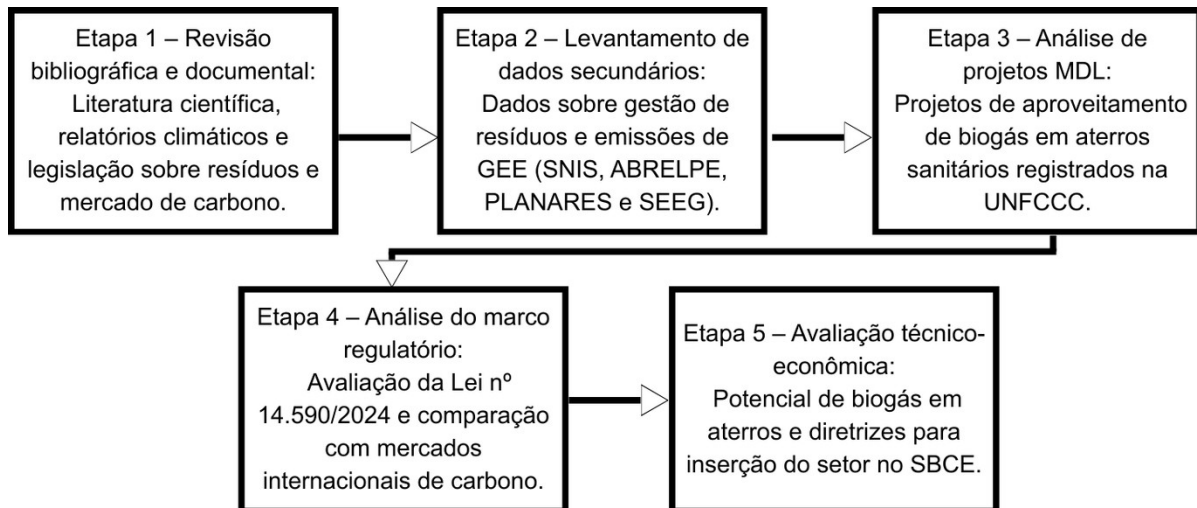 Etapa 1 – Revisão
bibliográfica e documental:
Literatura científica,
relatórios climáticos e
legislação sobre resíduos e
mercado de carbono.
Etapa 2 – Levantamento de
dados secundários:
Dados sobre gestão de
resíduos e emissões de
GEE (SNIS, ABRELPE,
PLANARES e SEEG).
Etapa 3 – Análise de
projetos MDL:
Projetos de aproveitamento
de biogás em aterros
sanitários registrados na
UNFCCC.
Etapa 4 – Análise do marco
regulatório:
Avaliação da Lei nº
14.590/2024 e comparação
com mercados
internacionais de carbono.
Etapa 5 – Avaliação técnico-
econômica:
Potencial de biogás em
aterros e diretrizes para
inserção do setor no SBCE.